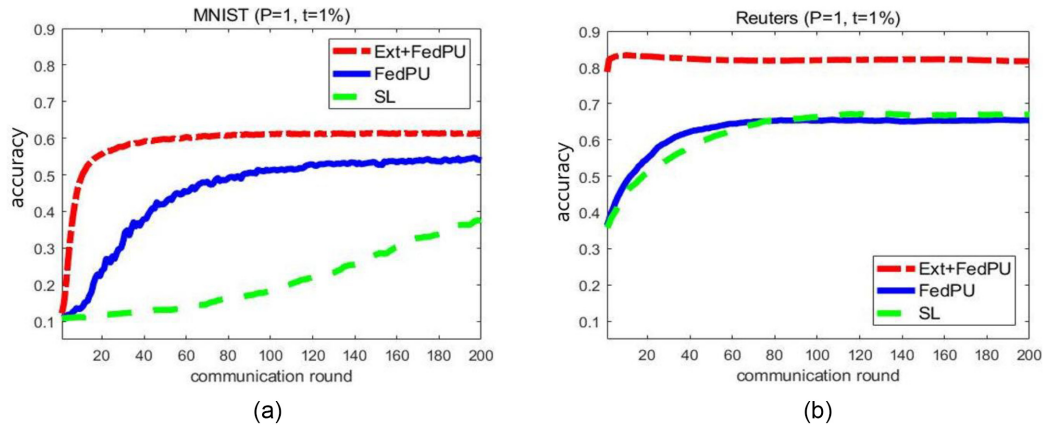 MNIST (P=1, t=1%)
0.9
0.8
0.7
0.6
0.5
0.4
0.3
0.2
0.1
accuracy
Ext+FedPU
FedPU
SL
20 40 60 80 100 120 140 160 180 200
communication round
(a)
Reuters (P=1, t=1%)
0.9
0.8
0.7
0.6
0.5
0.4
0.3
0.2
0.1
accuracy
Ext+FedPU
FedPU
SL
20 40 60 80 100 120 140 160 180 200
communication round
(b)